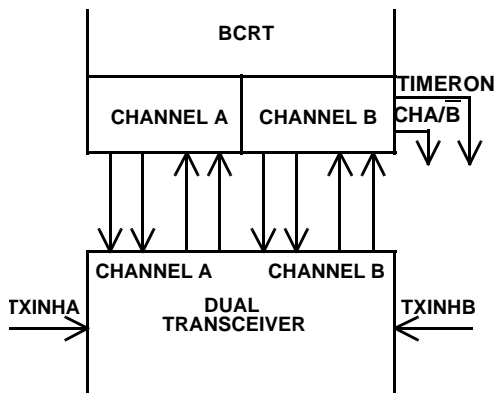 BCRT
TIMERON
CHANNEL A
CHANNEL B
CHA/B̅
CHANNEL A
CHANNEL B
TXINHA
DUAL
TRANSCEIVER
TXINHB